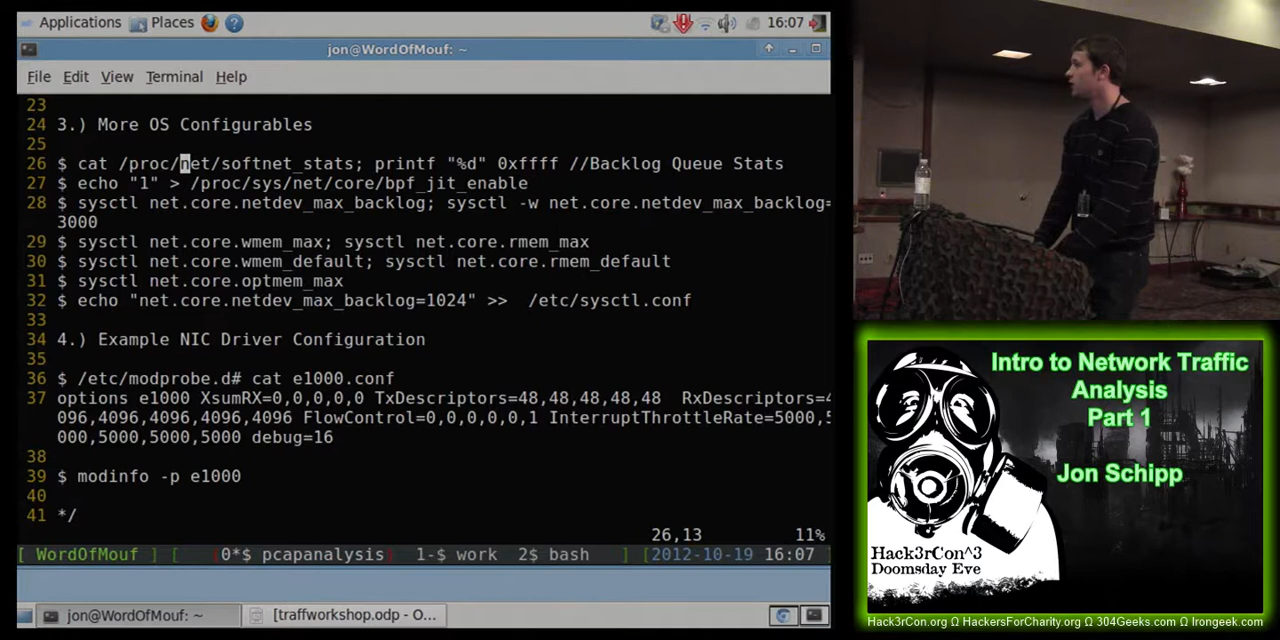 Applications Places 16:07
jon@WordOfMouf: ~
File Edit View Terminal Help
23
24 3.) More OS Configurables
25
26 $ cat /proc/net/softnet_stats; printf "%d" 0xffff //Backlog Queue Stats
27 $ echo "1" > /proc/sys/net/core/bpf_jit_enable
28 $ sysctl net.core.netdev_max_backlog; sysctl -w net.core.netdev_max_backlog=
3000
29 $ sysctl net.core.wmem_max; sysctl net.core.rmem_max
30 $ sysctl net.core.wmem_default; sysctl net.core.rmem_default
31 $ sysctl net.core.optmem_max
32 $ echo "net.core.netdev_max_backlog=1024" >> /etc/sysctl.conf
33
34 4.) Example NIC Driver Configuration
35
36 $ /etc/modprobe.d# cat e1000.conf
37 options e1000 XsumRX=0,0,0,0,0 TxDescriptors=48,48,48,48,48 RxDescriptors=4
096,4096,4096,4096,4096 FlowControl=0,0,0,0,0,1 InterruptThrottleRate=5000,5
000,5000,5000,5000 debug=16
38
39 $ modinfo -p e1000
40
41 */
26,13 11%
[ WordOfMouf ] [ (0*$ pcapanalysis) 1-$ work 2$ bash ] [2012-10-19 16:07 ]
jon@WordOfMouf: ~ [traffworkshop.odp - O...
Intro to Network Traffic
Analysis
Part 1
Jon Schipp
Hack3rCon^3
Doomsday Eve
Hack3rCon.org Ω HackersForCharity.org Ω 304Geeks.com Ω Irongeek.com